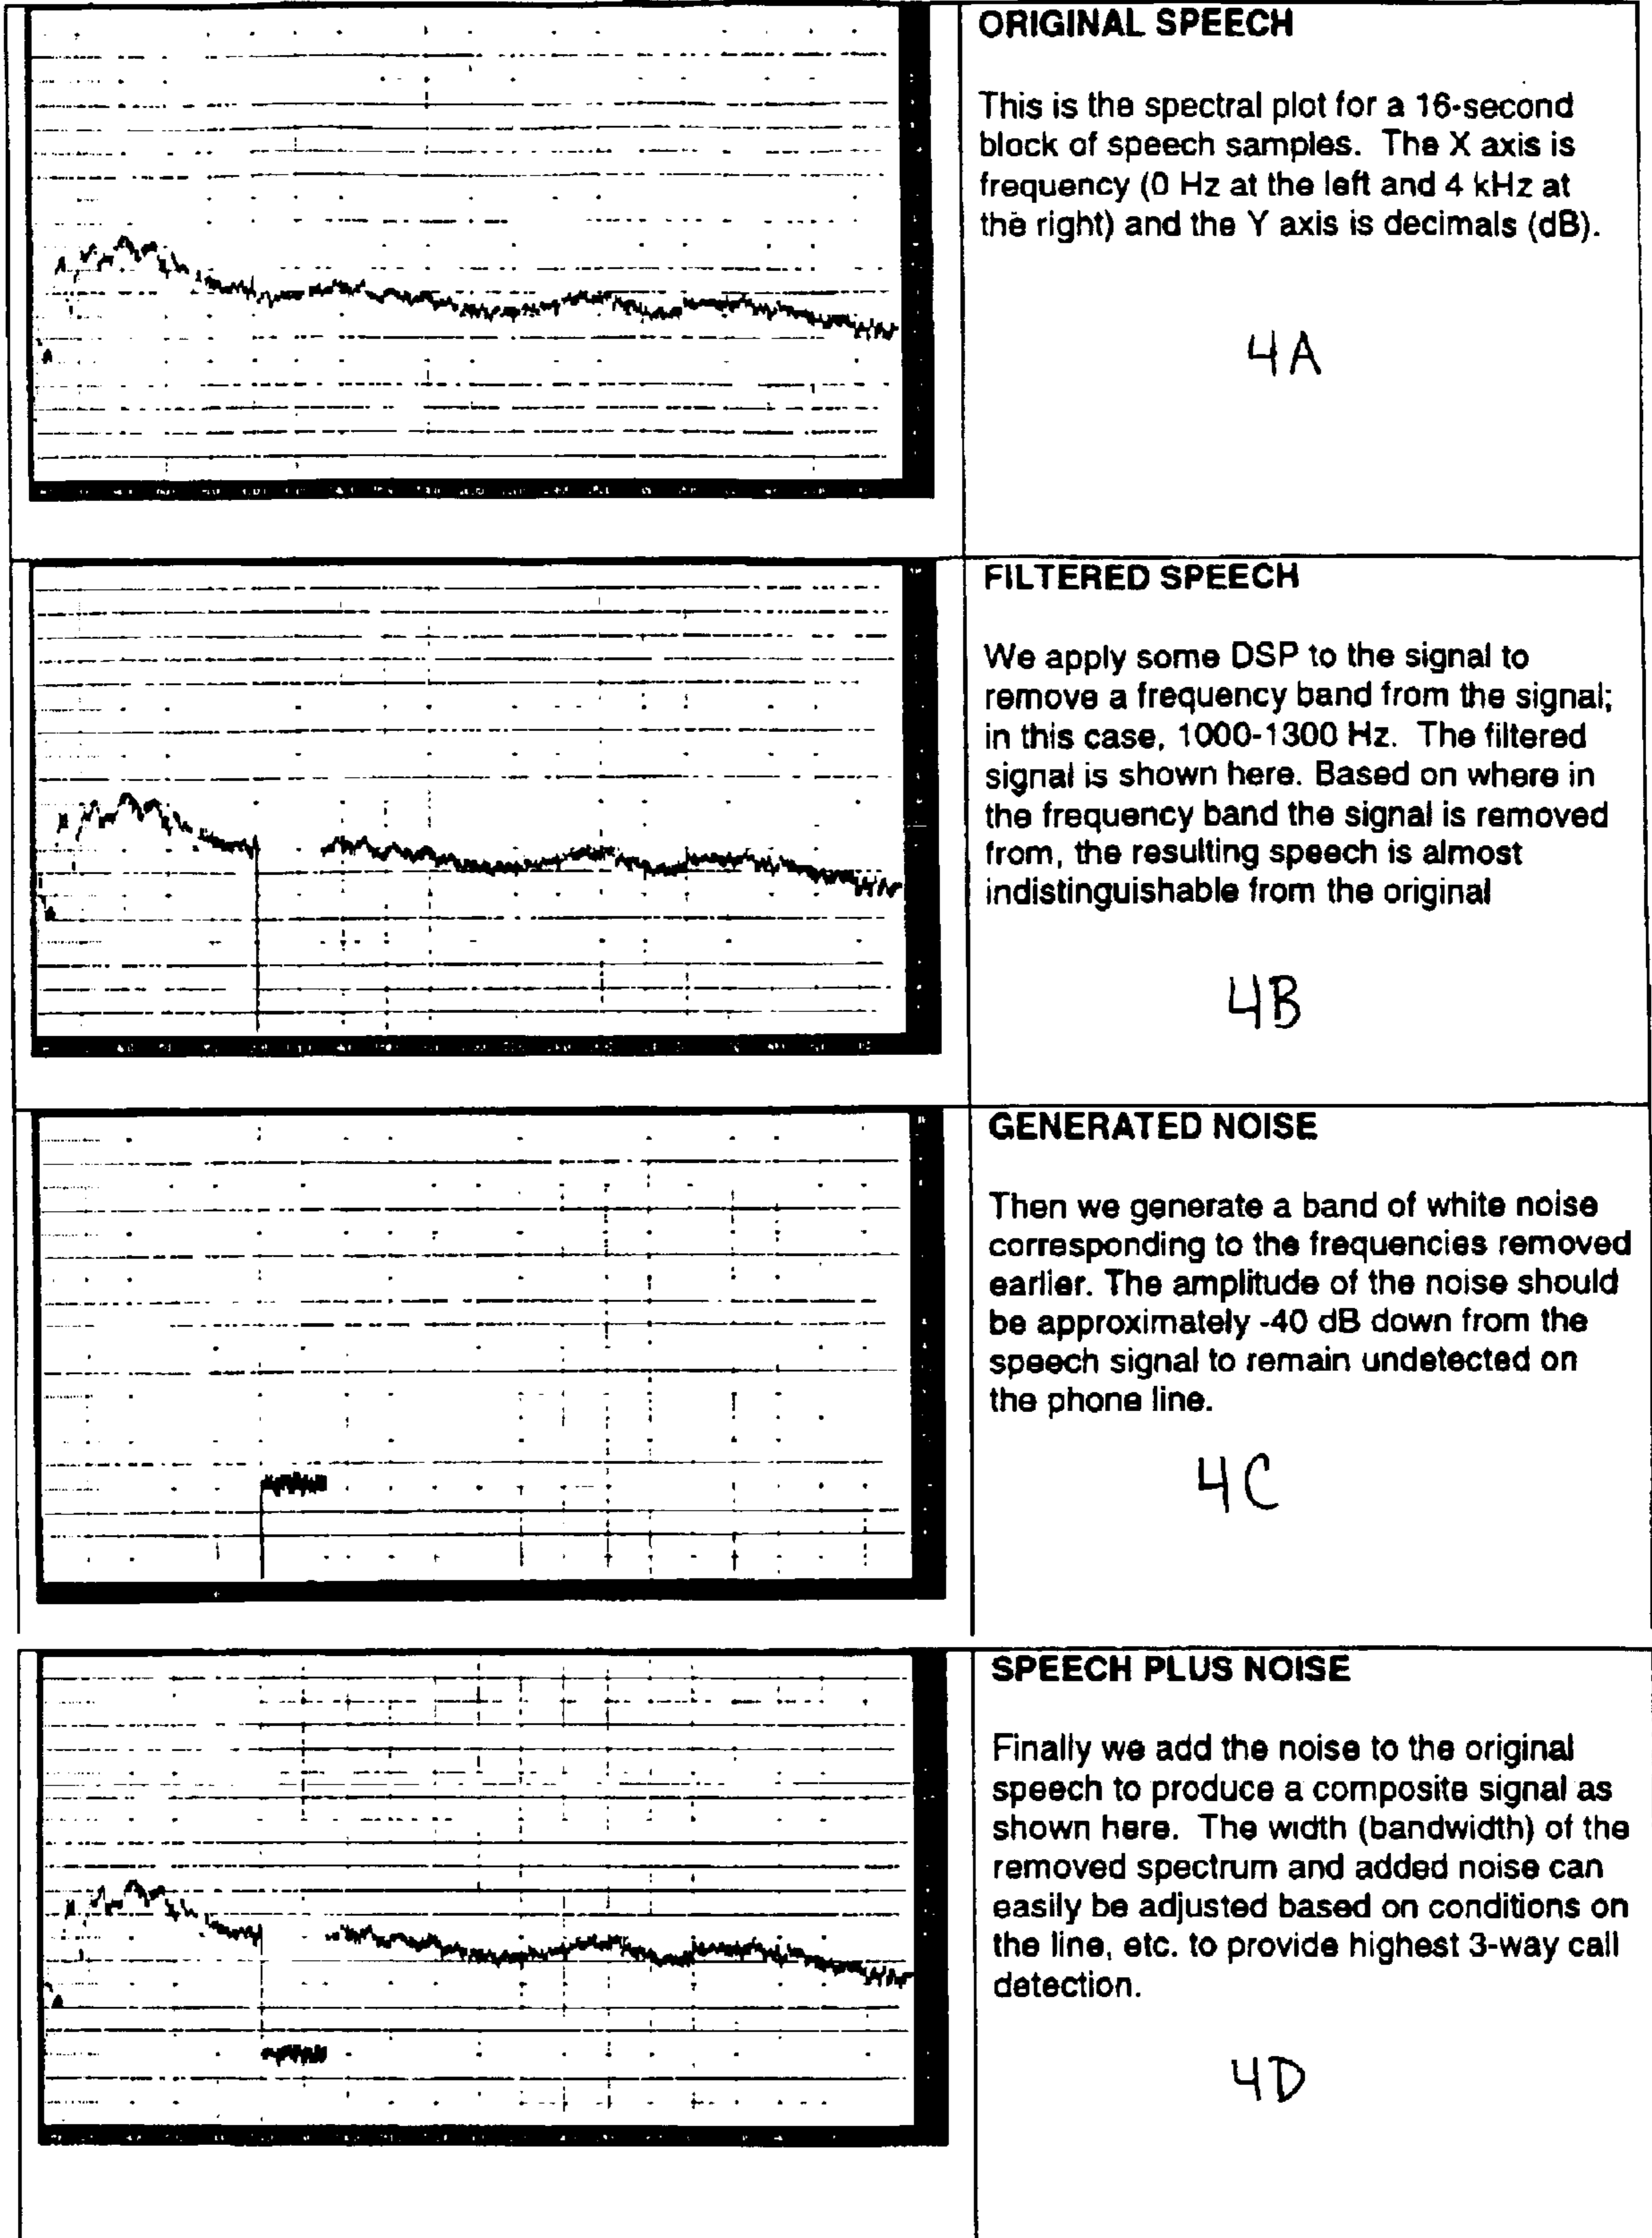 ORIGINAL SPEECH
This is the spectral plot for a 16-second
block of speech samples. The X axis is
frequency (0 Hz at the left and 4 kHz at
the right) and the Y axis is decimals (dB).
4A
FILTERED SPEECH
We apply some DSP to the signal to
remove a frequency band from the signal;
in this case, 1000-1300 Hz. The filtered
signal is shown here. Based on where in
the frequency band the signal is removed
from, the resulting speech is almost
indistinguishable from the original
4B
GENERATED NOISE
Then we generate a band of white noise
corresponding to the frequencies removed
earlier. The amplitude of the noise should
be approximately -40 dB down from the
speech signal to remain undetected on
the phone line.
4C
SPEECH PLUS NOISE
Finally we add the noise to the original
speech to produce a composite signal as
shown here. The width (bandwidth) of the
removed spectrum and added noise can
easily be adjusted based on conditions on
the line, etc. to provide highest 3-way call
detection.
4D